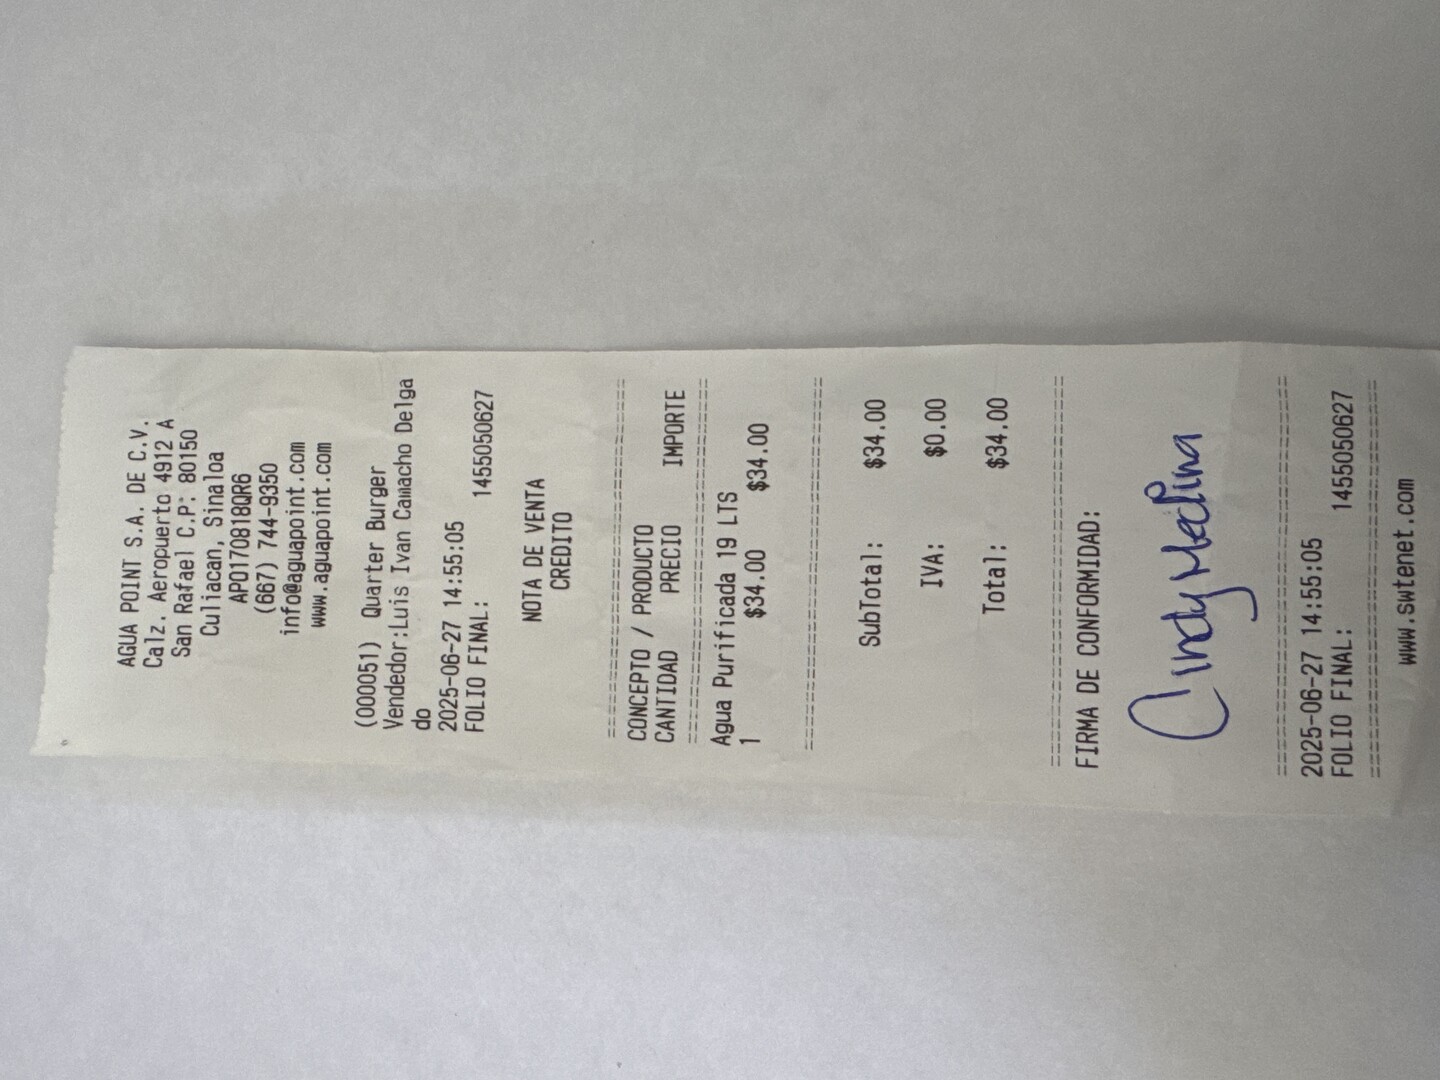 AGUA POINT S.A. DE C.V.
Calz. Aeropuerto 4912 A
San Rafael C.P: 80150
Culiacan, Sinaloa
APO170818QR6
(667) 744-9350
info@aguapoint.com
www.aguapoint.com
(000051) Quarter Burger
Vendedor:Luis Ivan Camacho Delga
do
2025-06-27 14:55:05
FOLIO FINAL: 1455050627
NOTA DE VENTA
CREDITO
================================
CONCEPTO / PRODUCTO
CANTIDAD PRECIO IMPORTE
================================
Agua Purificada 19 LTS
1 $34.00 $34.00
================================
SubTotal: $34.00
IVA: $0.00
Total: $34.00
================================
FIRMA DE CONFORMIDAD:
Cindy Medina
================================
2025-06-27 14:55:05
FOLIO FINAL: 1455050627
================================
www.swtenet.com